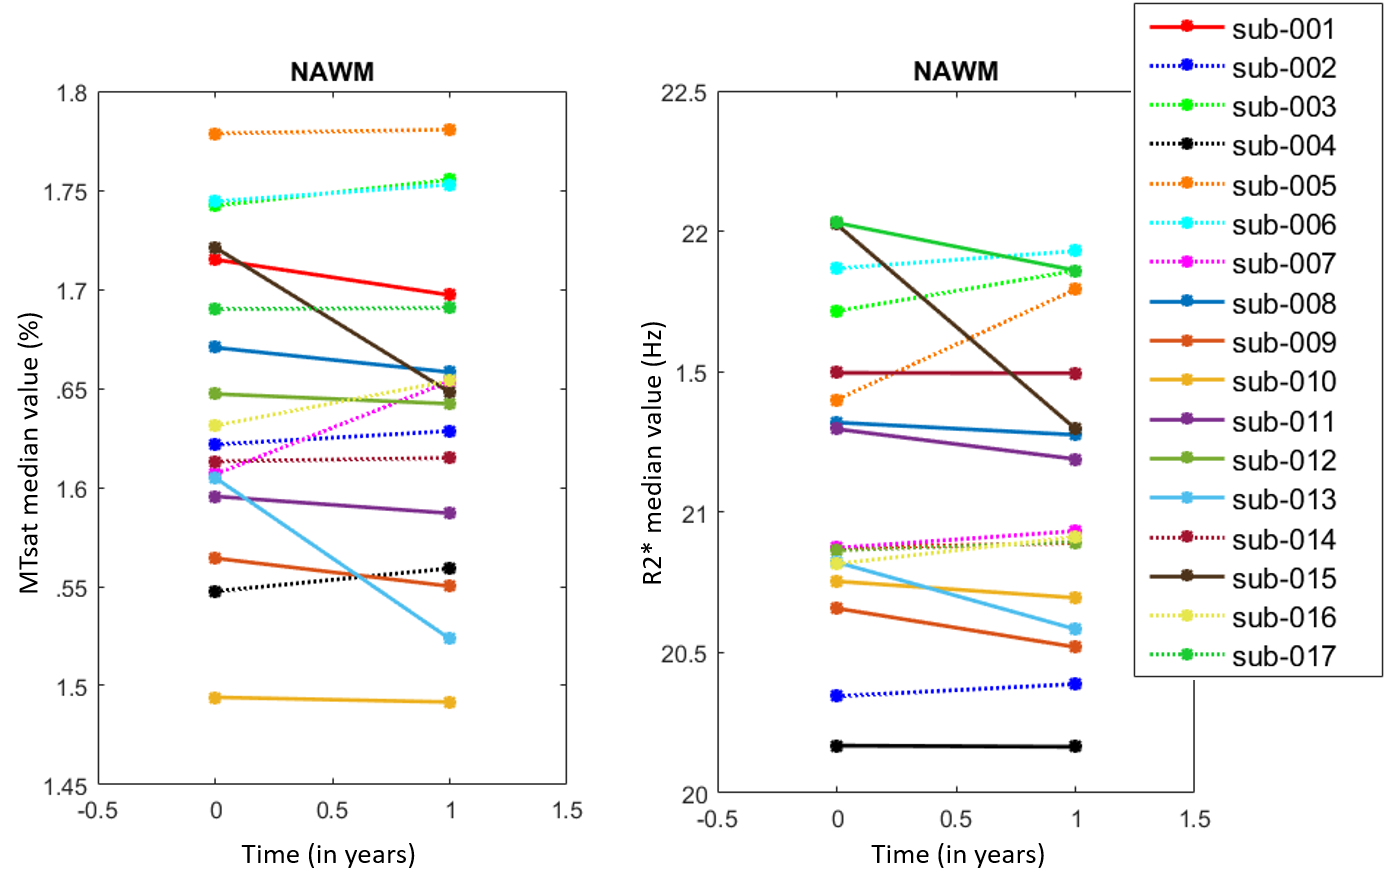 NAWM
MTsat median value (%)
1.8
1.75
1.7
.65
1.6
.55
1.5
1.45
-0.5 0 0.5 1 1.5
Time (in years)
NAWM
R2* median value (Hz)
22.5
22
1.5
21
20.5
20
-0.5 0 0.5 1 1.5
Time (in years)
sub-001
sub-002
sub-003
sub-004
sub-005
sub-006
sub-007
sub-008
sub-009
sub-010
sub-011
sub-012
sub-013
sub-014
sub-015
sub-016
sub-017